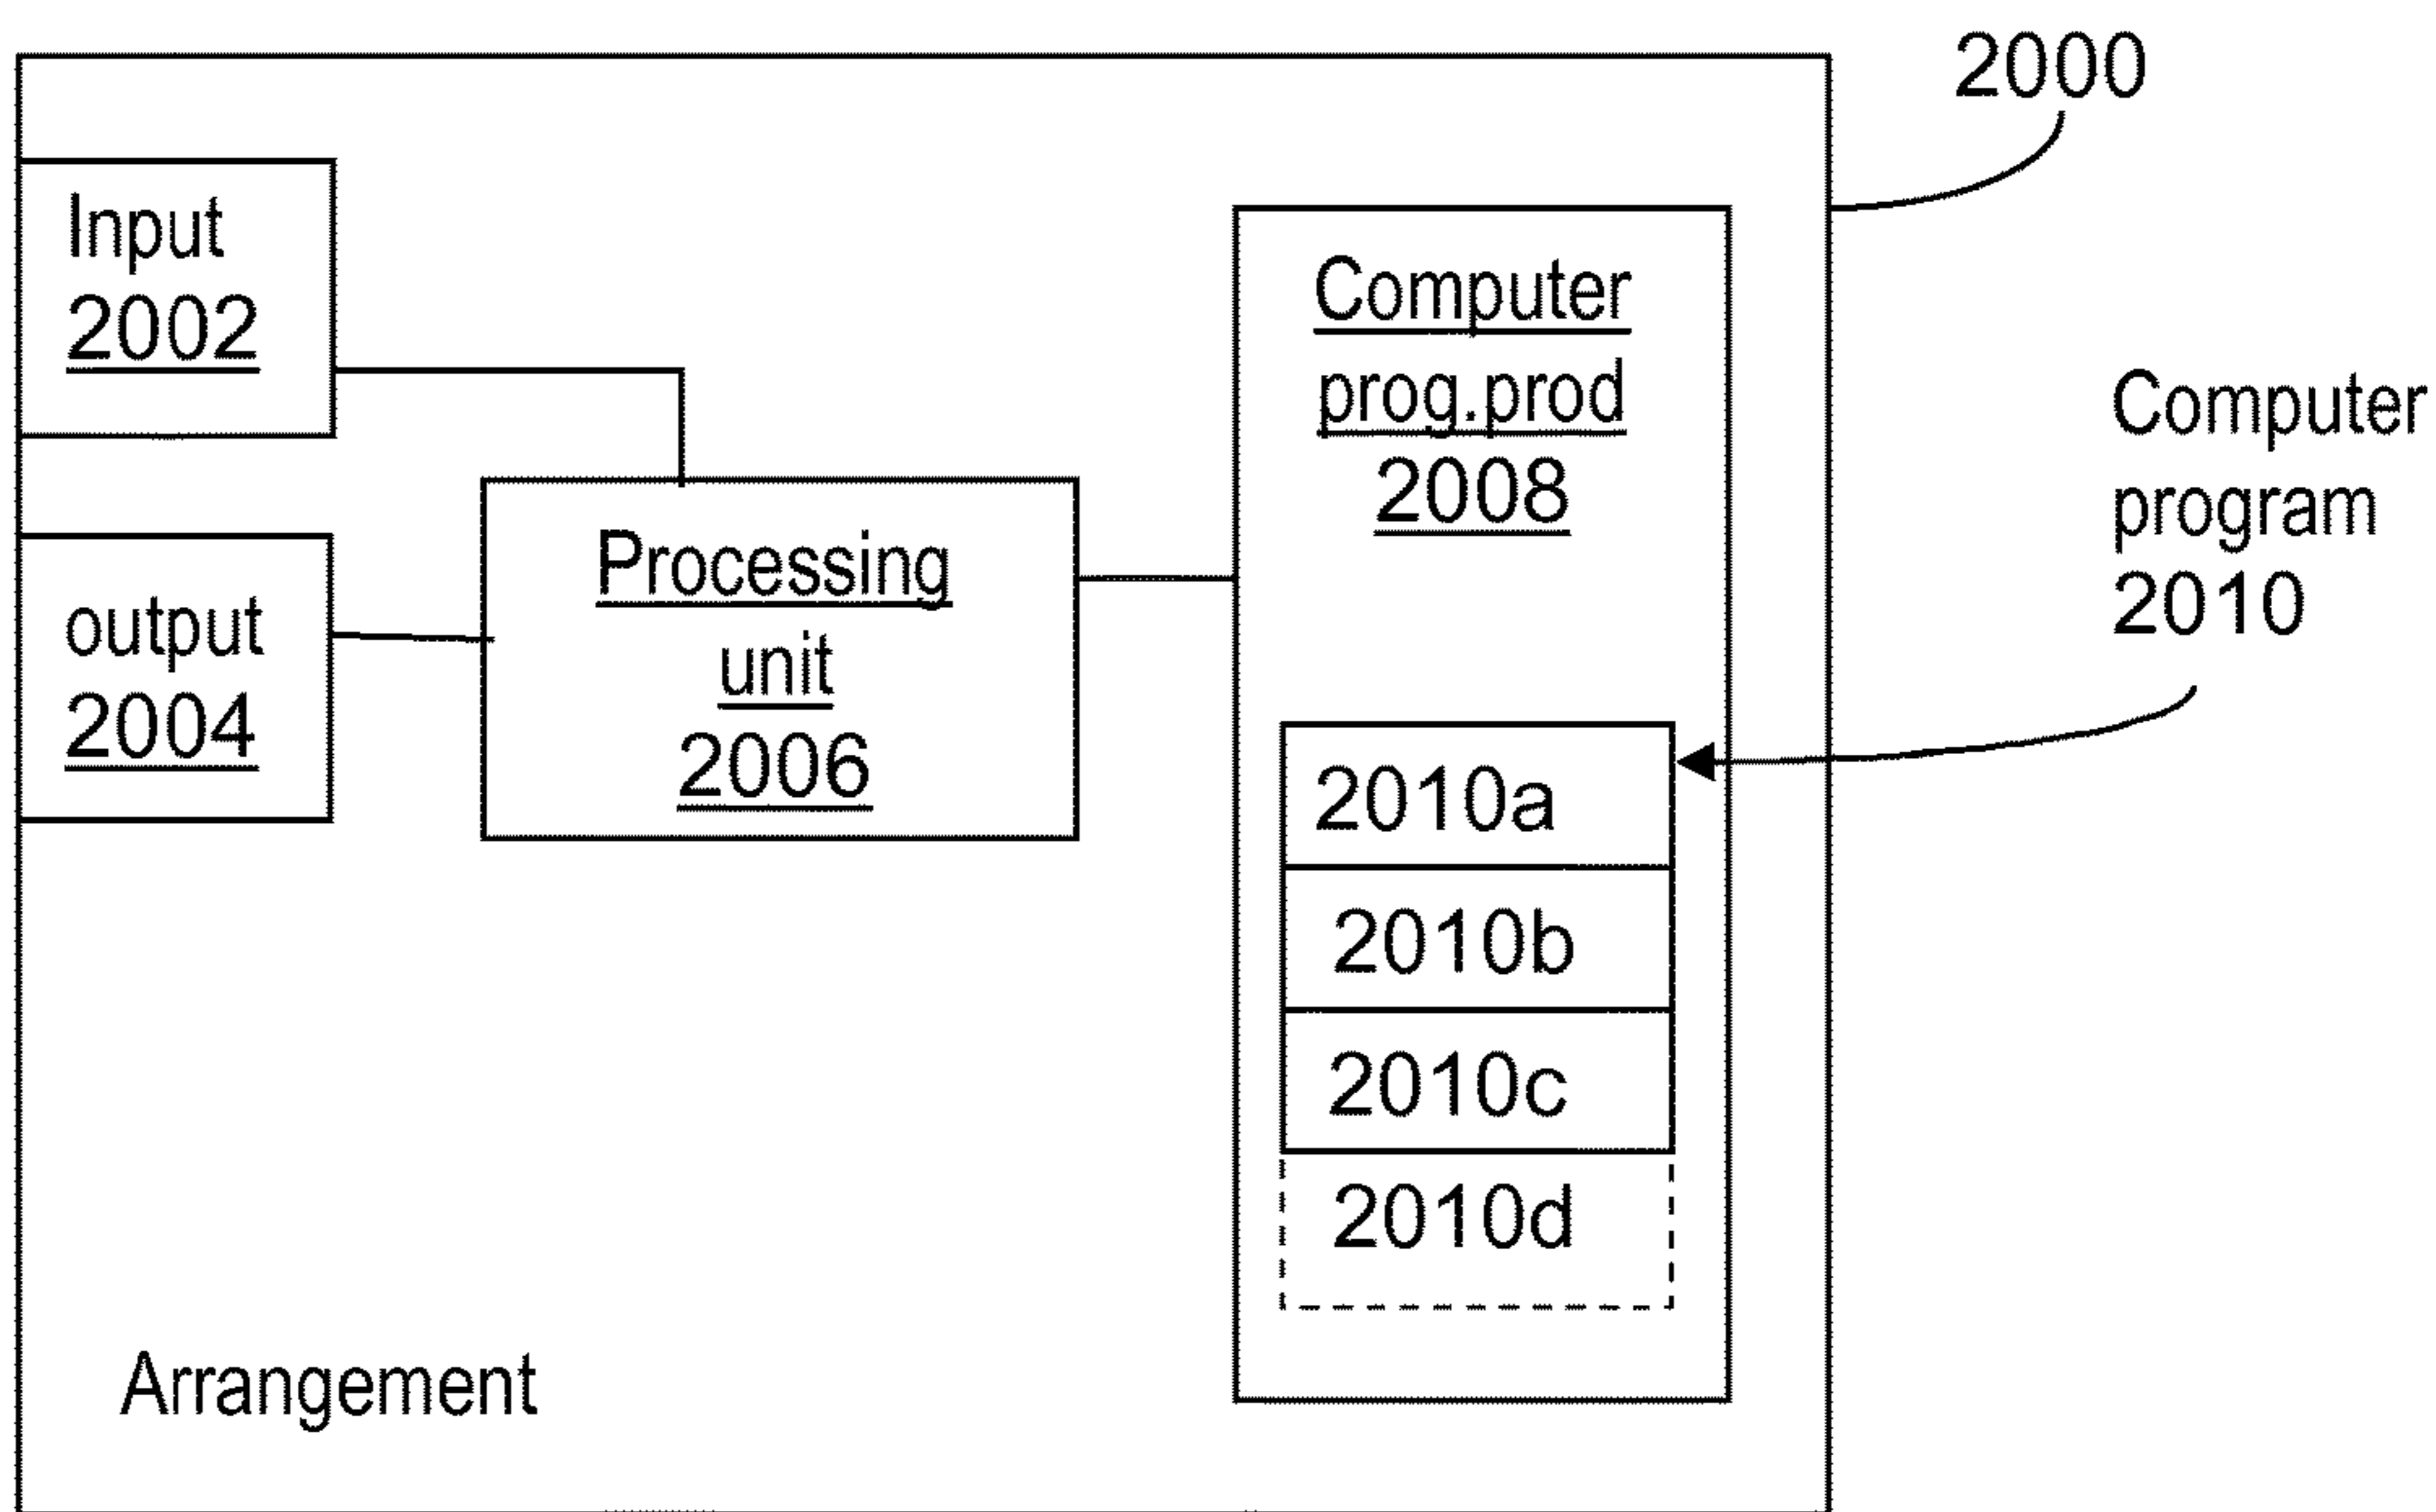 2000
Input
2002
output
2004
Processing
unit
2006
Computer
prog.prod
2008
2010a
2010b
2010c
2010d
Computer
program
2010
Arrangement